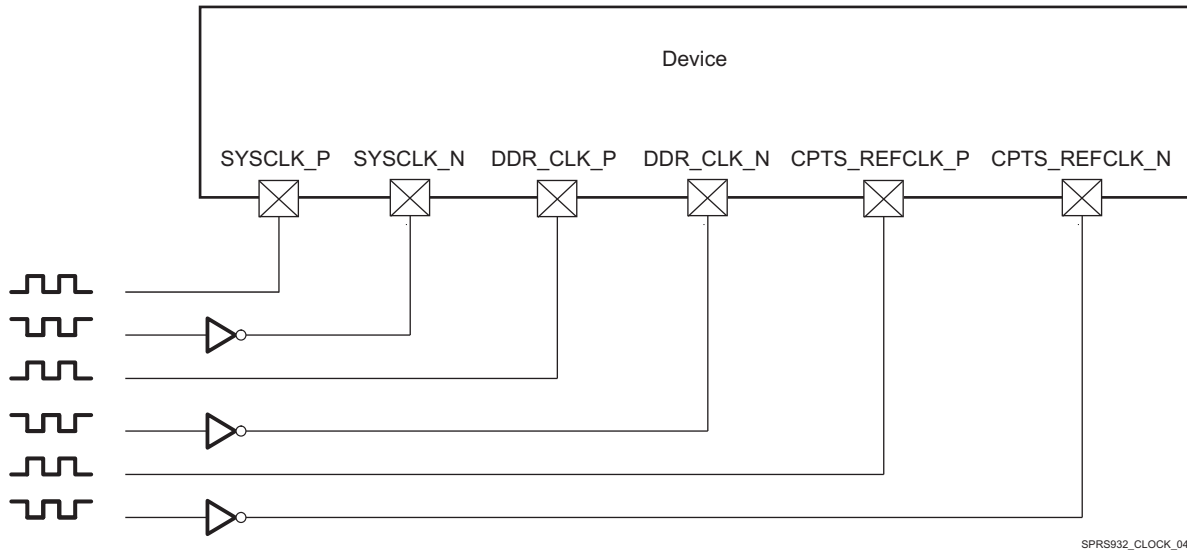 Device
SYSCLK_P SYSCLK_N DDR_CLK_P DDR_CLK_N CPTS_REFCLK_P CPTS_REFCLK_N
SPRS932_CLOCK_04